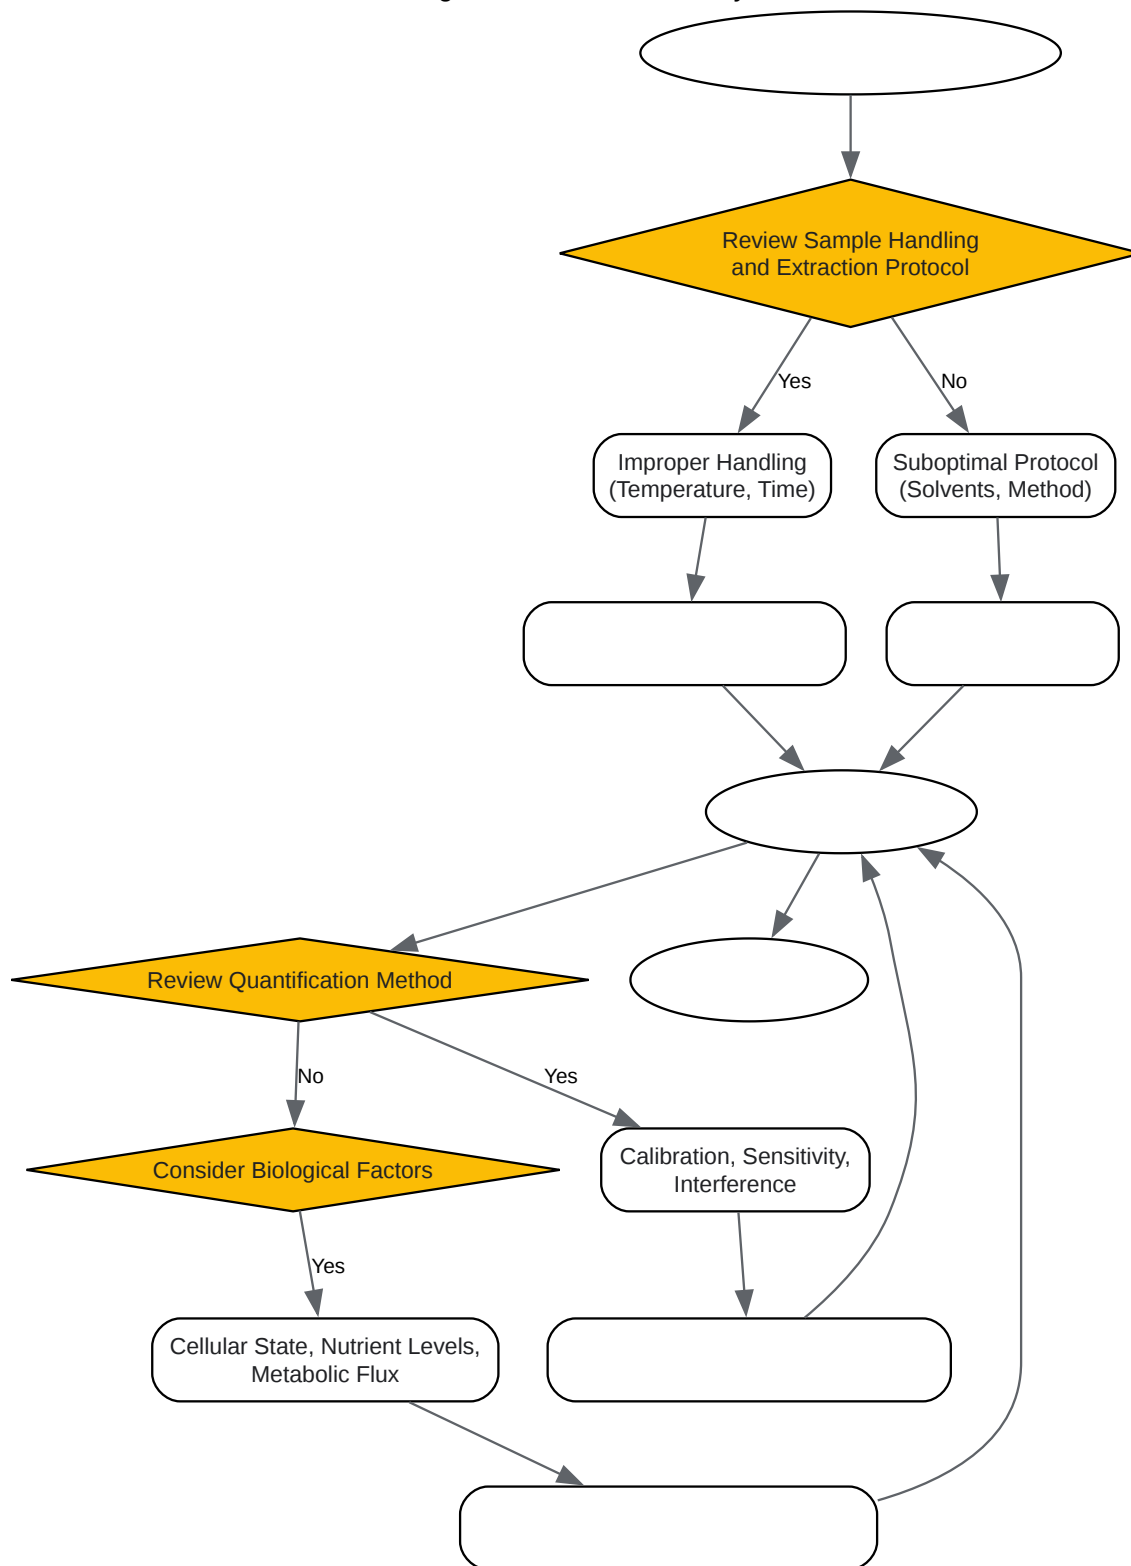 Review Sample Handling
and Extraction Protocol
Yes
No
Improper Handling
(Temperature, Time)
Suboptimal Protocol
(Solvents, Method)
Review Quantification Method
No
Yes
Consider Biological Factors
Calibration, Sensitivity,
Interference
Yes
Cellular State, Nutrient Levels,
Metabolic Flux